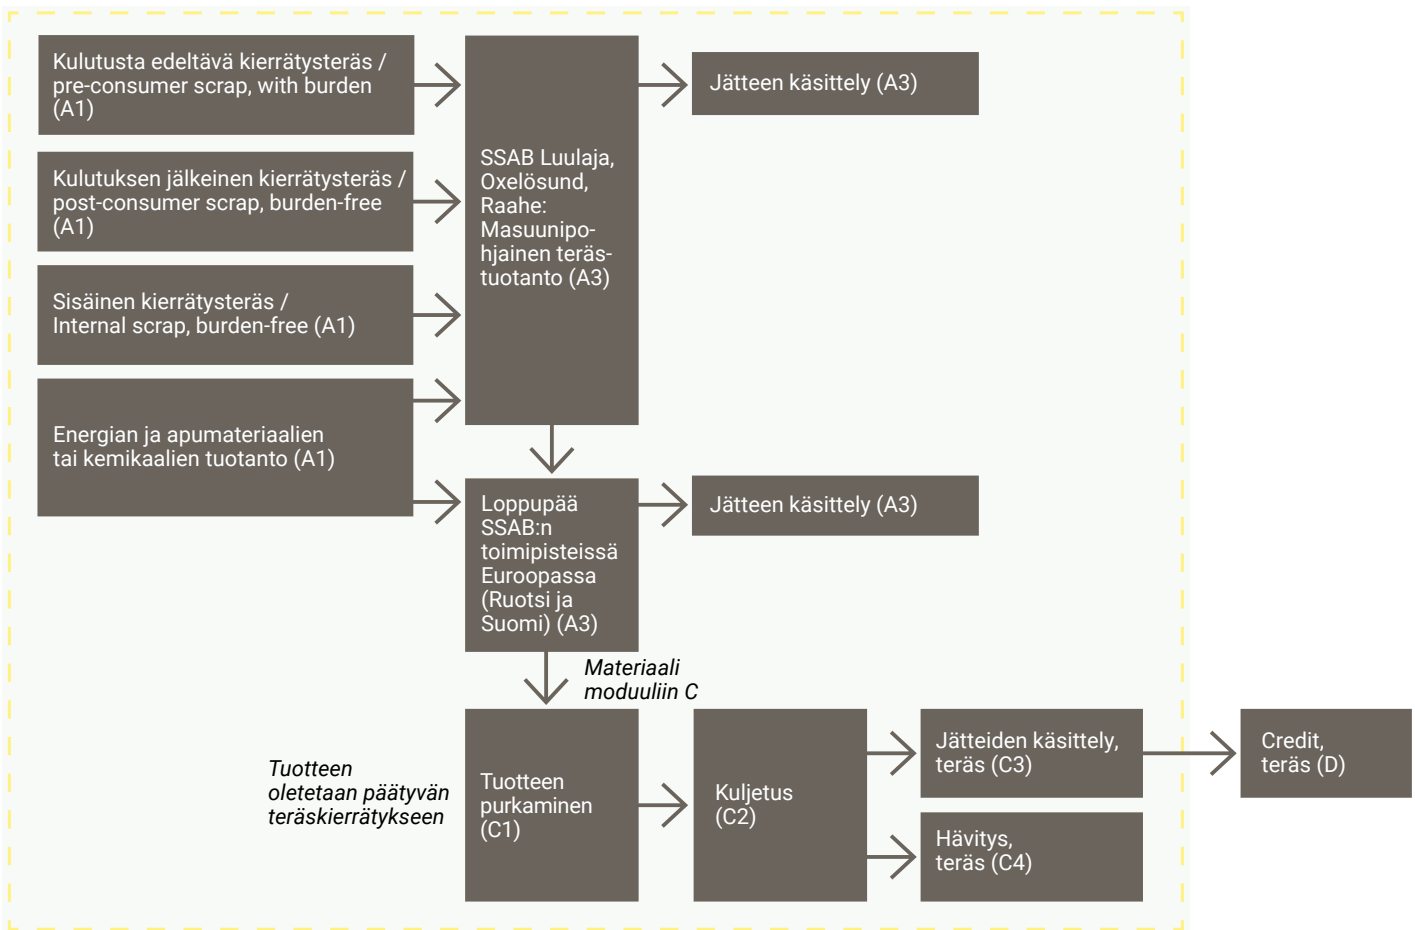 Kulutusta edeltävä kierrätysteräs /
pre-consumer scrap, with burden
(A1)
Kulutuksen jälkeinen kierrätysteräs /
post-consumer scrap, burden-free
(A1)
Sisäinen kierrätysteräs /
Internal scrap, burden-free (A1)
Energian ja apumateriaalien
tai kemikaalien tuotanto (A1)
SSAB Luulaja,
Oxelösund,
Raahe:
Masuunipo-
hjainen teräs-
tuotanto (A3)
Jätteen käsittely (A3)
Loppupää
SSAB:n
toimipisteissä
Euroopassa
(Ruotsi ja
Suomi) (A3)
Jätteen käsittely (A3)
Materiaali
moduuliin C
Tuotteen
oletetaan päätyvän
teräskierrätykseen
Tuotteen
purkaminen
(C1)
Kuljetus
(C2)
Jätteiden käsittely,
teräs (C3)
Hävitys,
teräs (C4)
Credit,
teräs (D)